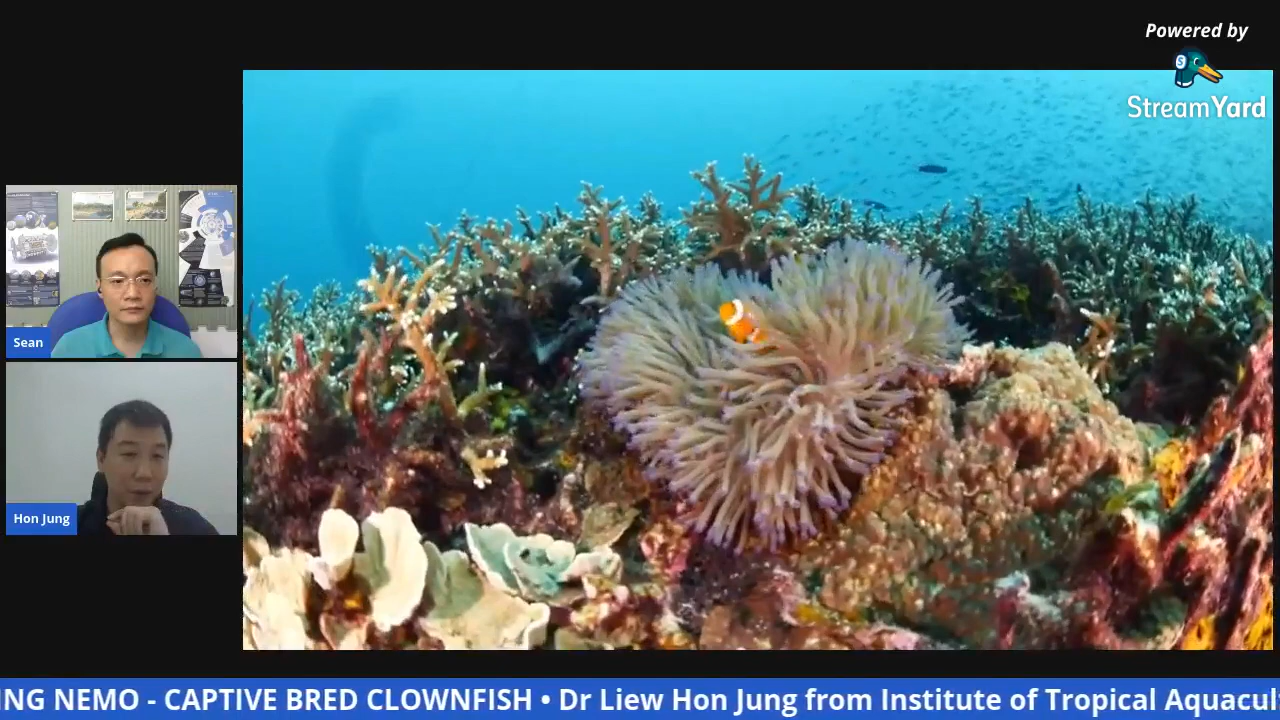 Powered by
StreamYard
Sean
Hon Jung
ING NEMO - CAPTIVE BRED CLOWNFISH • Dr Liew Hon Jung from Institute of Tropical Aquacul